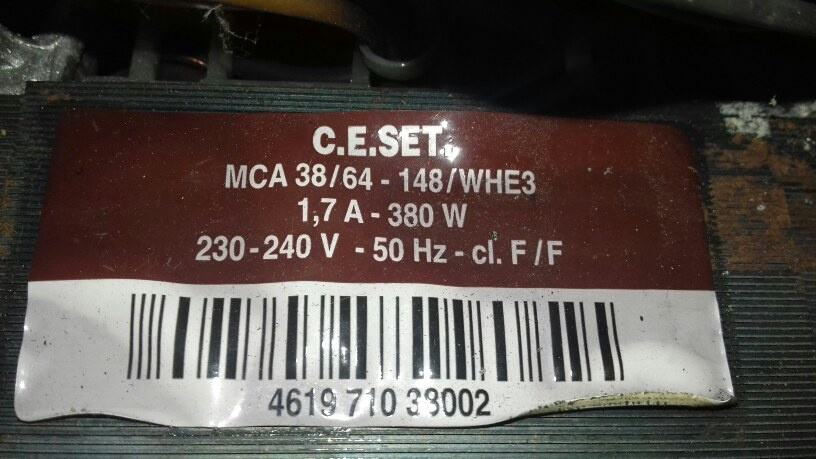 C.E.SET.
MCA 38/64 - 148/WHE3
1,7 A - 380 W
230-240 V - 50 Hz - cl. F/F
4619 710 38002